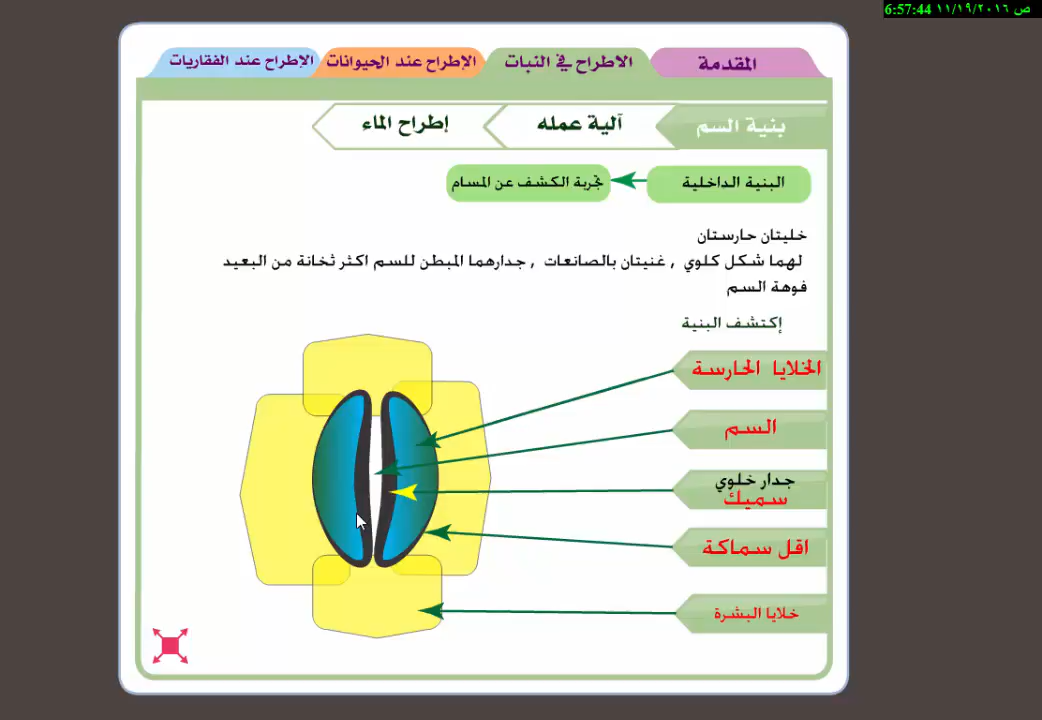 ص ١١/١٩/٢٠١٦ 6:57:44
المقدمة
الاطراح في النبات
الإطراح عند الحيوانات
الإطراح عند الفقاريات
بنية السم
آلية عمله
إطراح الماء
البنية الداخلية
تجربة الكشف عن المسام
خليتان حارستان
لهما شكل كلوي , غنيتان بالصانعات , جدارهما المبطن للسم اكثر ثخانة من البعيد
فوهة السم
إكتشف البنية
الخلايا الحارسة
السم
جدار خلوي
سميك
اقل سماكة
خلايا البشرة